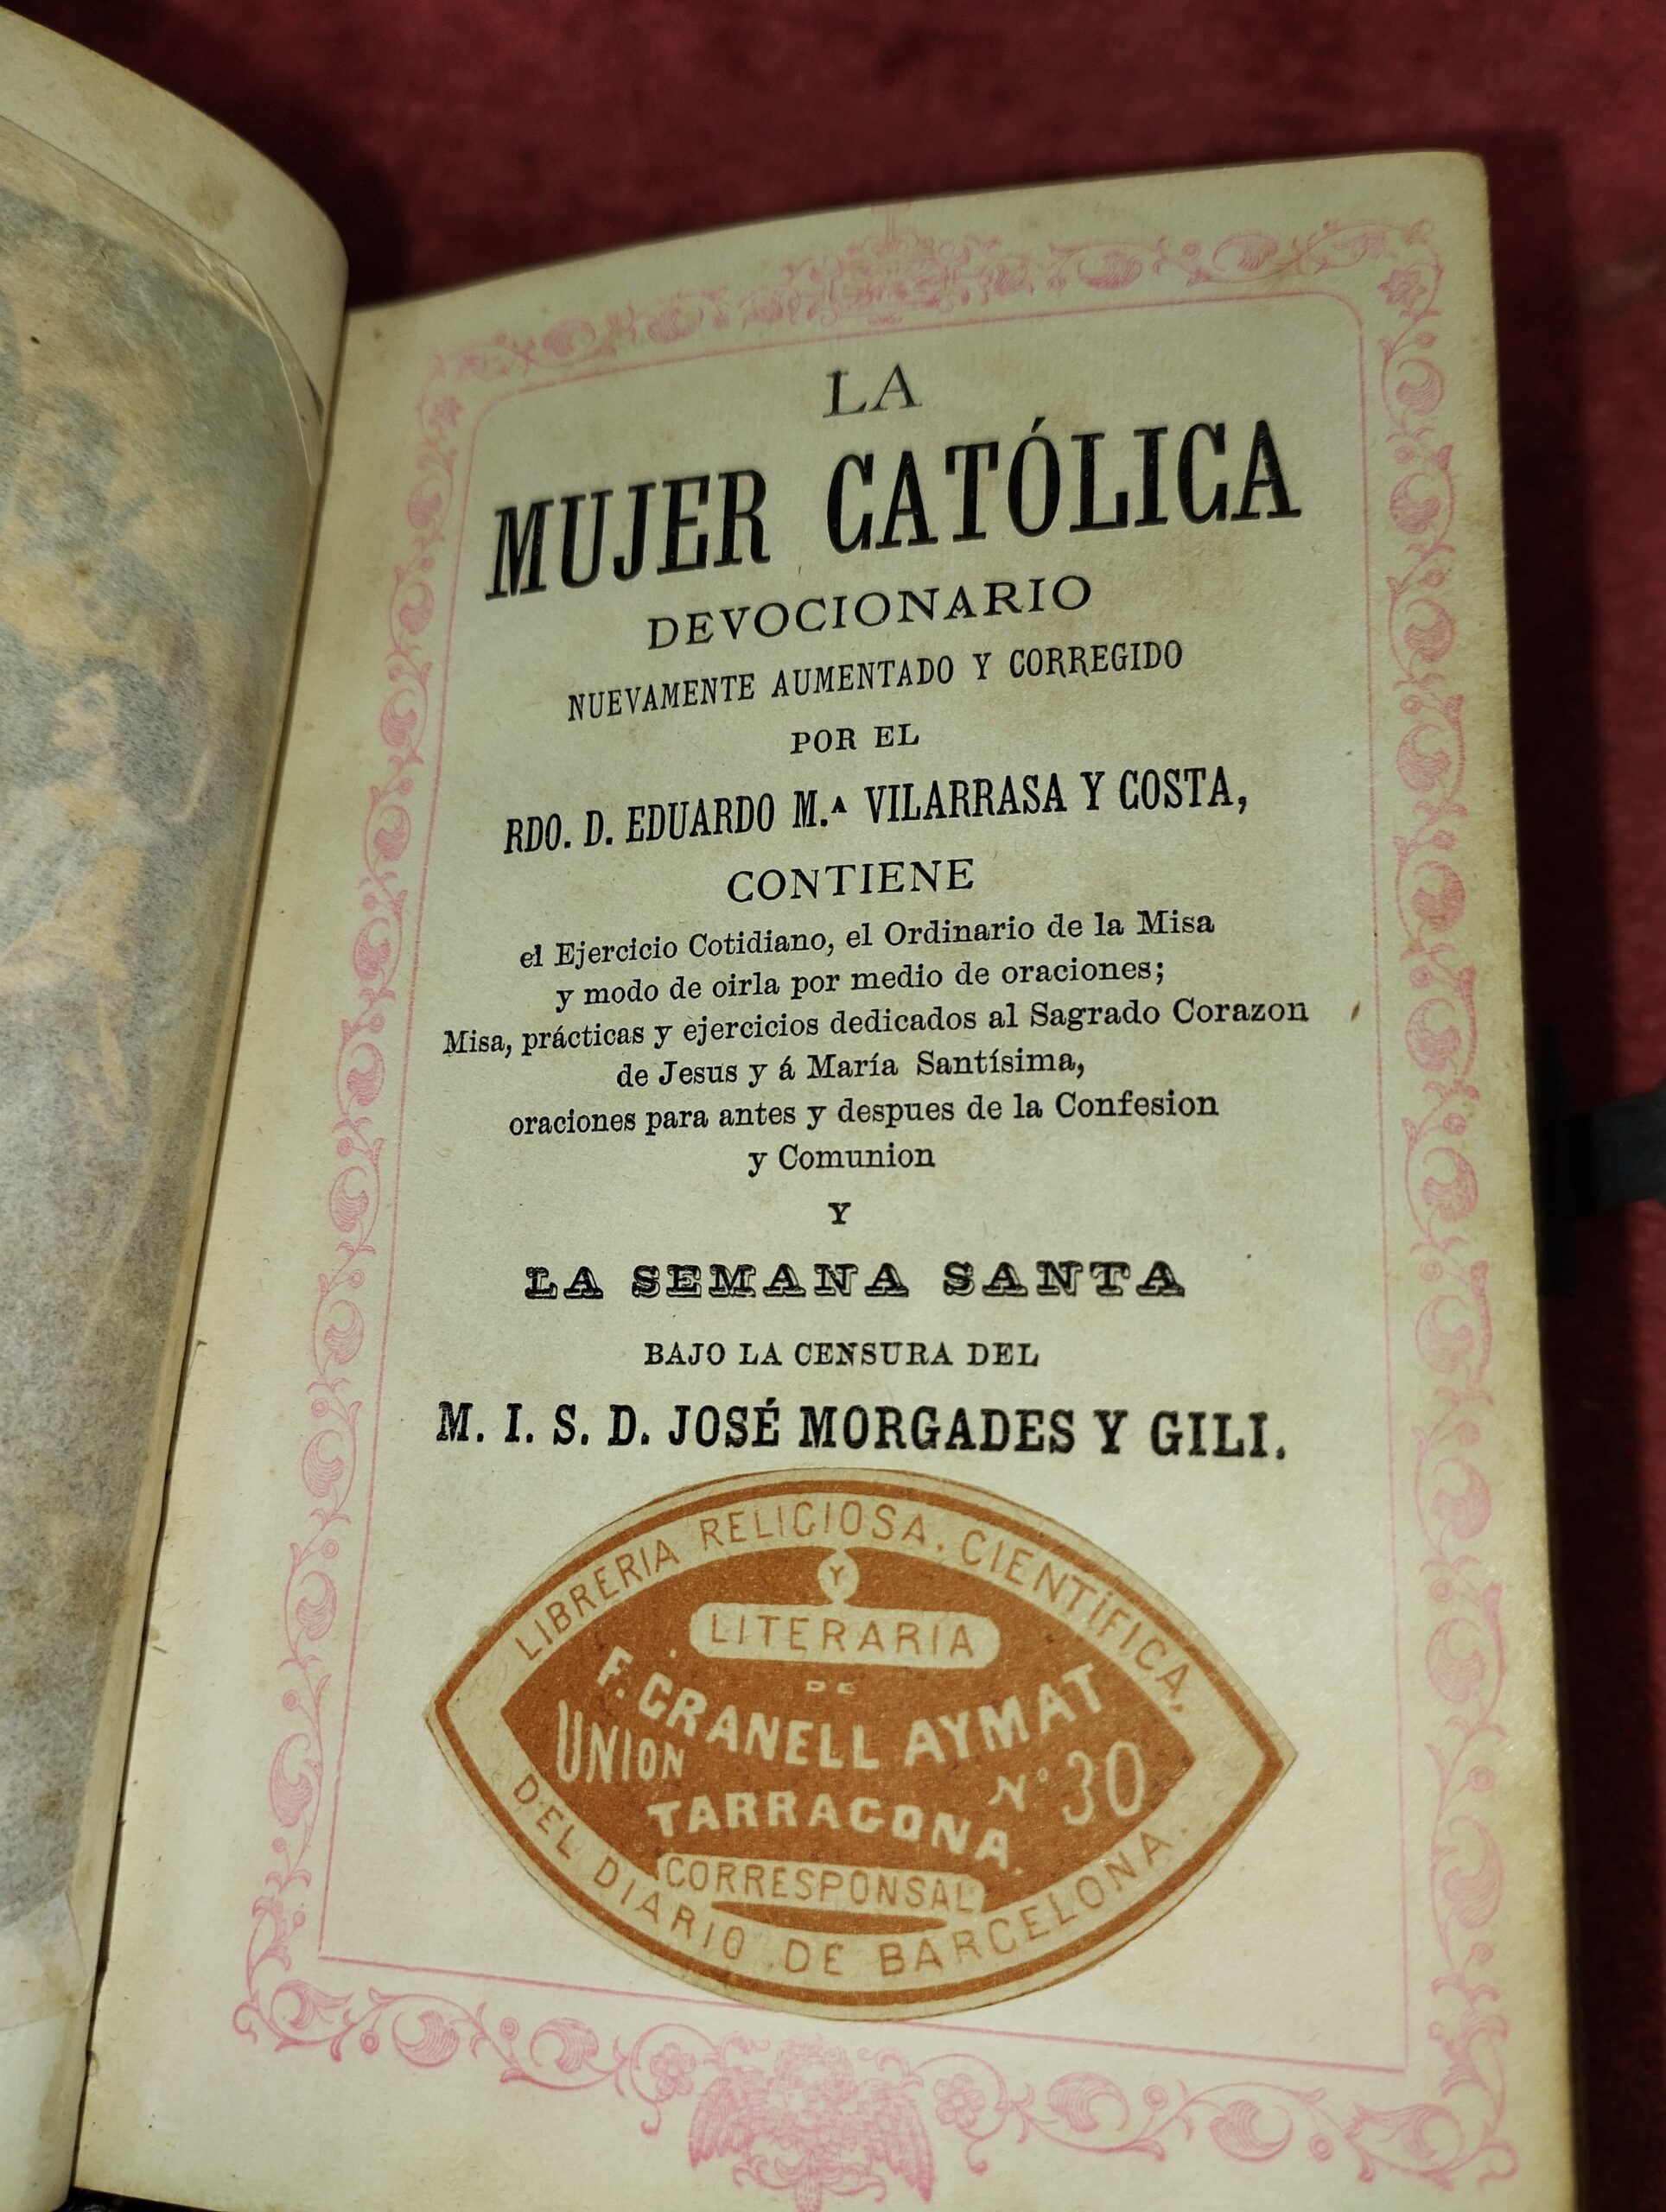 LA
MUJER CATÓLICA
DEVOCIONARIO
NUEVAMENTE AUMENTADO Y CORREGIDO
POR EL
RDO. D. EDUARDO M.ᴬ VILARRASA Y COSTA,
CONTIENE
el Ejercicio Cotidiano, el Ordinario de la Misa
y modo de oirla por medio de oraciones;
Misa, prácticas y ejercicios dedicados al Sagrado Corazon
de Jesus y á María Santísima,
oraciones para antes y despues de la Confesion
y Comunion
Y
LA SEMANA SANTA
BAJO LA CENSURA DEL
M. I. S. D. JOSÉ MORGADES Y GILI.
LIBRERIA RELIGIOSA. CIENTÍFICA.
Y
LITERARIA
DE
F. GRANELL AYMAT
UNION Nº 30
TARRAGONA.
CORRESPONSAL
DEL DIARIO DE BARCELONA.